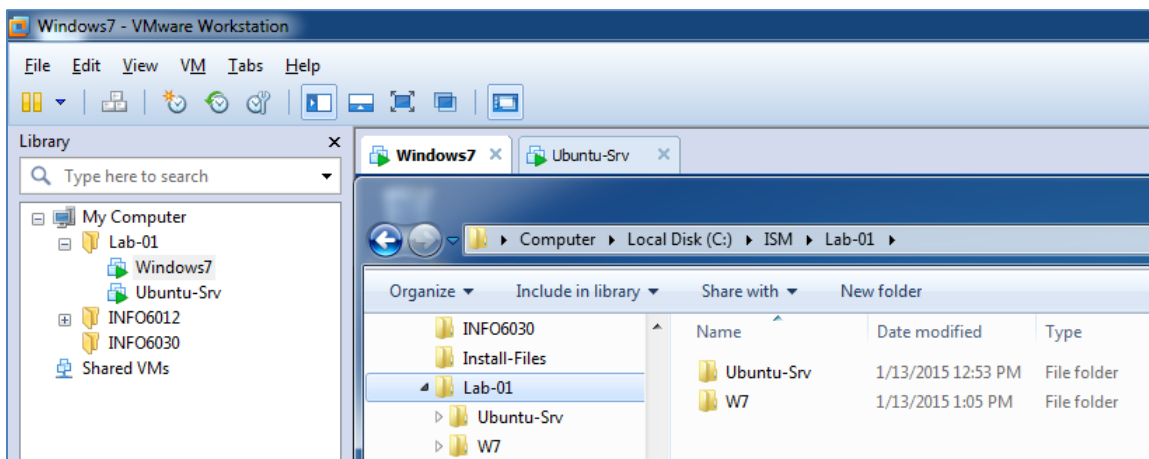 Windows7 - VMware Workstation
File Edit View VM Tabs Help
Library
Type here to search
My Computer
Lab-01
Windows7
Ubuntu-Srv
INFO6012
INFO6030
Shared VMs
Windows7 Ubuntu-Srv
Computer Local Disk (C:) ISM Lab-01
Organize Include in library Share with New folder
INFO6030
Install-Files
Lab-01
Ubuntu-Srv
W7
Name Date modified Type
Ubuntu-Srv 1/13/2015 12:53 PM File folder
W7 1/13/2015 1:05 PM File folder